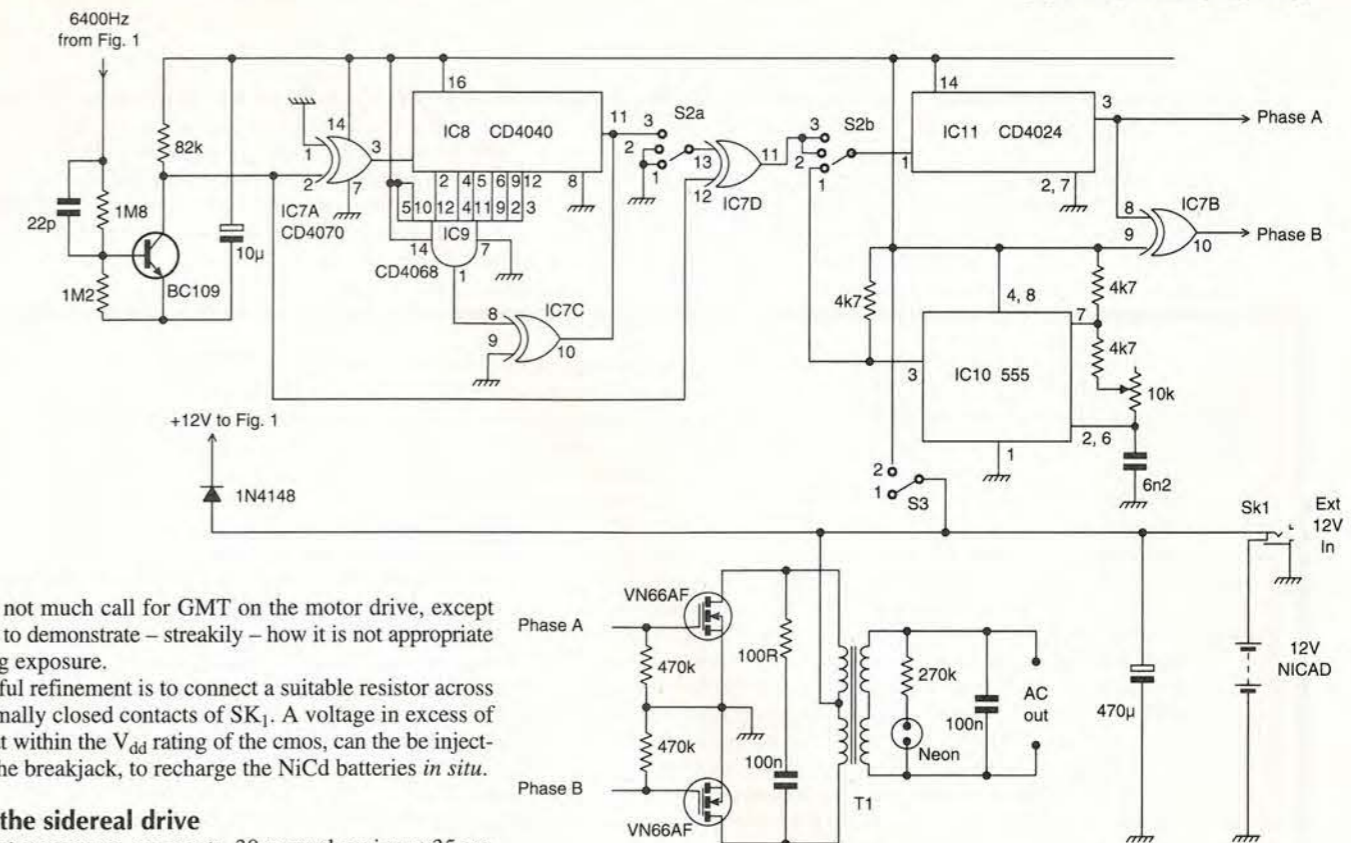 6400Hz
from Fig. 1
16
14
3
Phase A
14
1
2
3
7
82k
IC8 CD4040
11
3
2
1
S2a
13
12
11
IC7D
3
2
1
S2b
1
IC11 CD4024
2, 7
8
9
10
IC7B
Phase B
22p
1M8
1M2
BC109
10µ
IC7A
CD4070
2 4 5 6 9 12
8
5 10 12 4 11 9 2 3
14
IC9
7
CD4068
1
8
9
10
IC7C
4k7
4, 8
7
4k7
4k7
10k
3
IC10 555
2, 6
1
6n2
+12V to Fig. 1
1N4148
2
1
S3
Sk1
Ext
12V
In
not much call for GMT on the motor drive, except
to demonstrate – streakily – how it is not appropriate
g exposure.
ful refinement is to connect a suitable resistor across
mally closed contacts of SK1. A voltage in excess of
t within the Vdd rating of the cmos, can the be inject-
he breakjack, to recharge the NiCd batteries in situ.
the sidereal drive
VN66AF
Phase A
470k
470k
Phase B
VN66AF
100R
100n
T1
270k
Neon
100n
AC
out
470µ
12V
NICAD